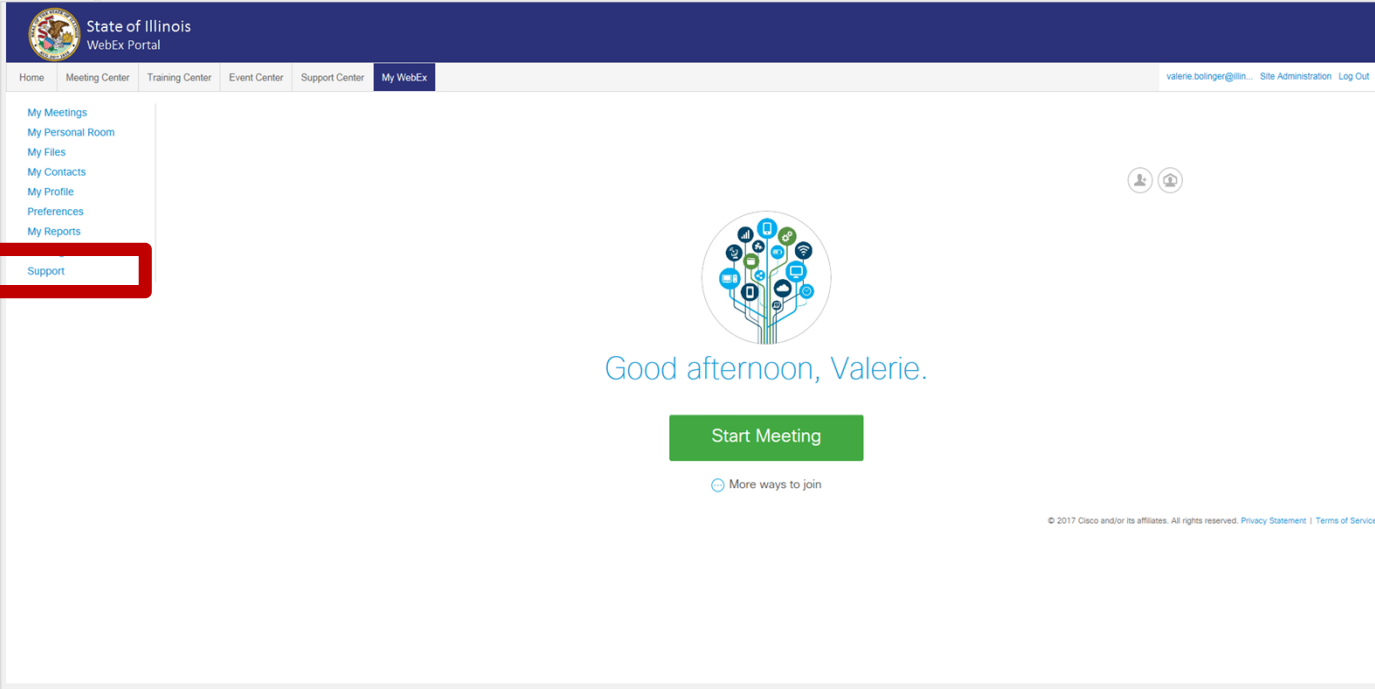 State of Illinois
WebEx Portal
Home Meeting Center Training Center Event Center Support Center My WebEx
valerie.bolinger@illin... Site Administration Log Out
My Meetings
My Personal Room
My Files
My Contacts
My Profile
Preferences
My Reports
Support
Good afternoon, Valerie.
Start Meeting
More ways to join
© 2017 Cisco and/or its affiliates. All rights reserved. Privacy Statement | Terms of Service